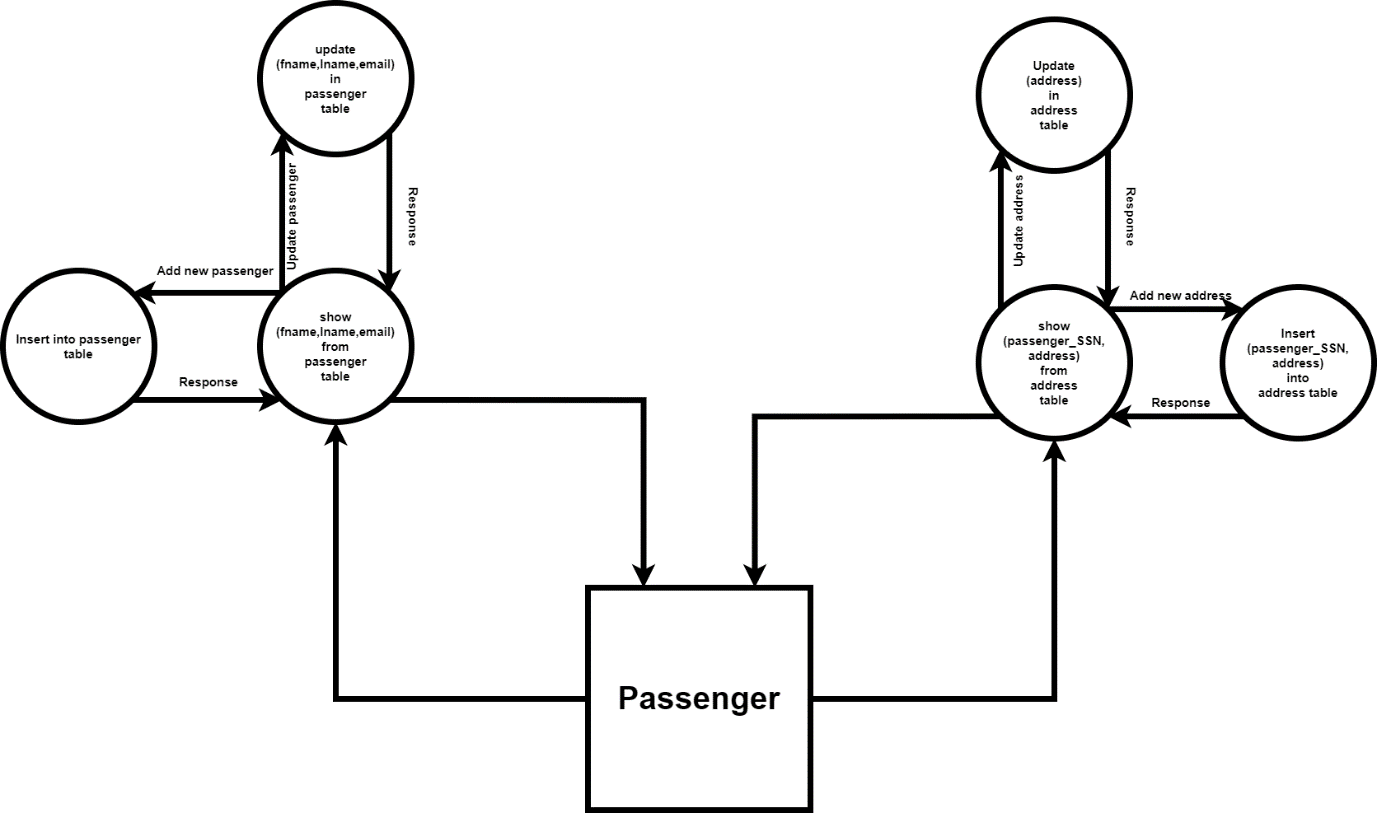 update
(fname,lname,email)
in
passenger
table
Update
(address)
in
address
table
Update passenger
Response
Update address
Response
Add new passenger
Add new address
Insert into passenger
table
show
(fname,lname,email)
from
passenger
table
show
(passenger_SSN,
address)
from
address
table
Insert
(passenger_SSN,
address)
into
address table
Response
Response
Passenger